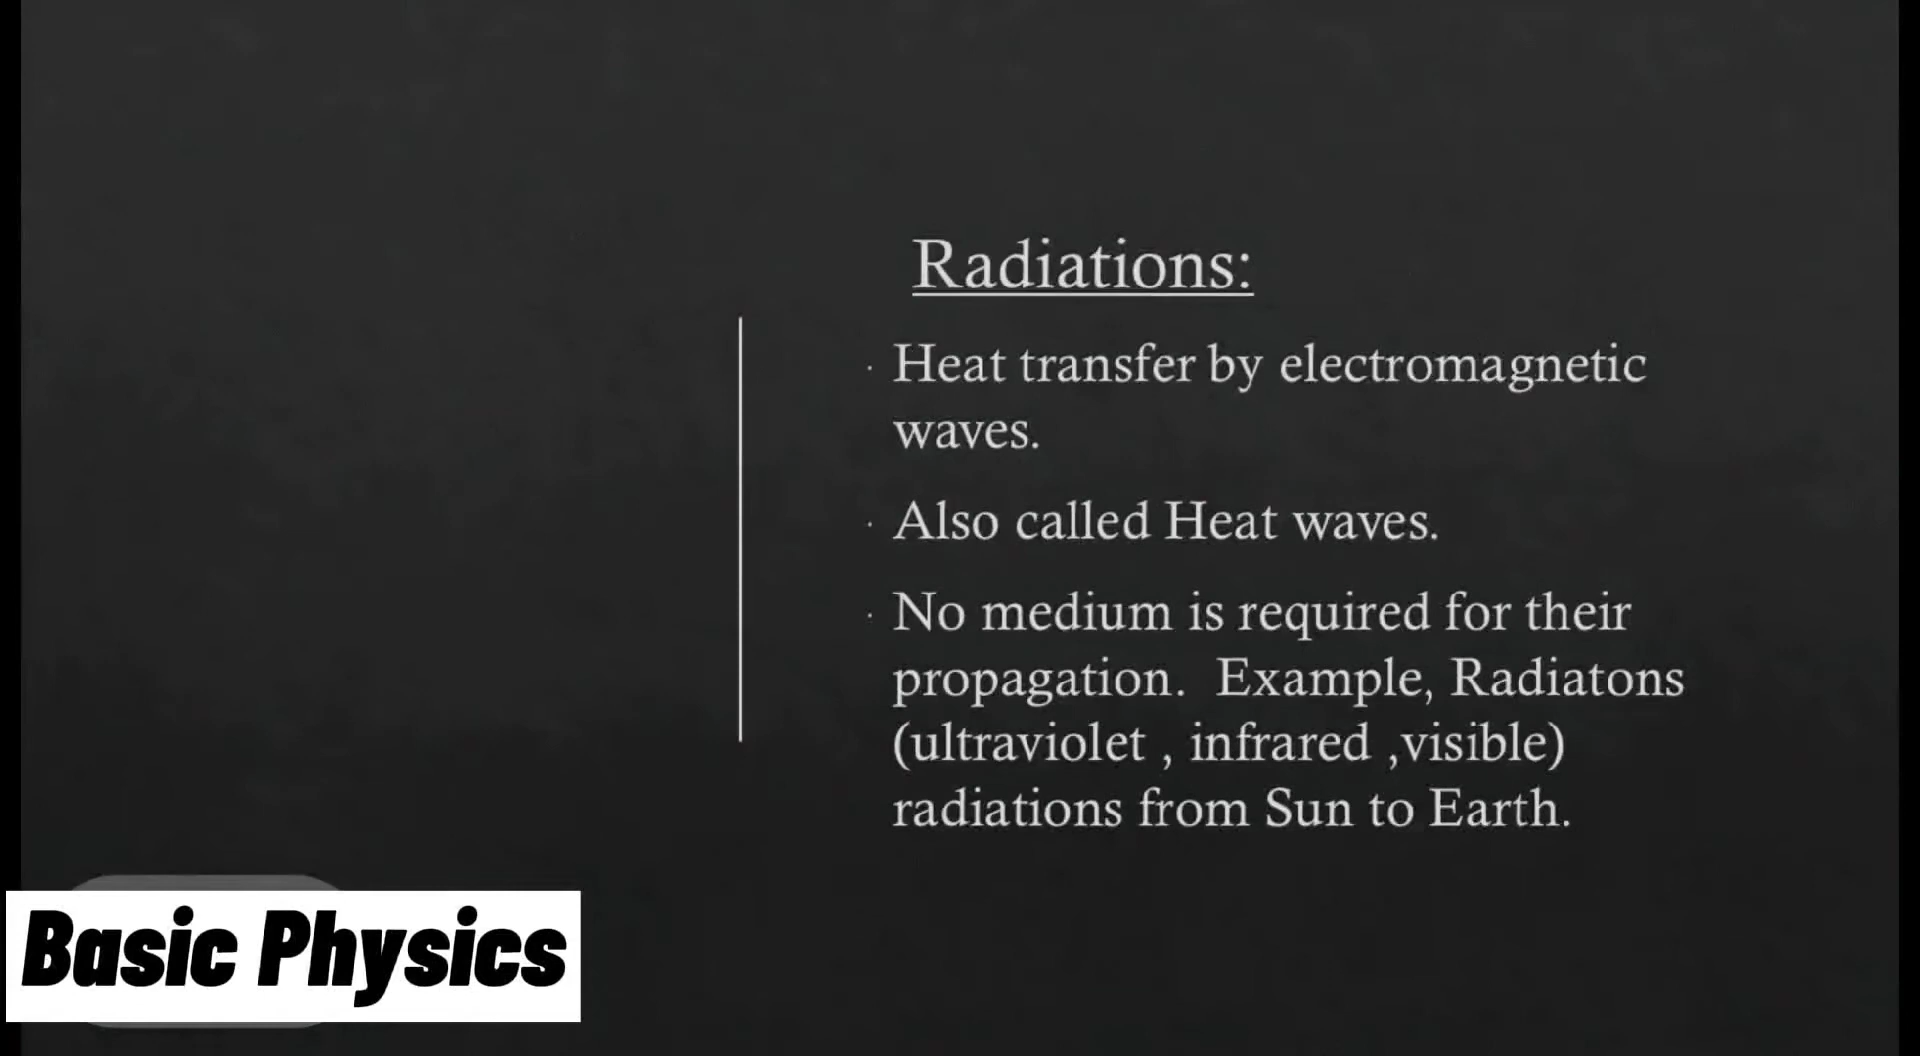 Radiations:
· Heat transfer by electromagnetic
waves.
· Also called Heat waves.
· No medium is required for their
propagation.  Example, Radiatons
(ultraviolet , infrared ,visible)
radiations from Sun to Earth.
Basic Physics